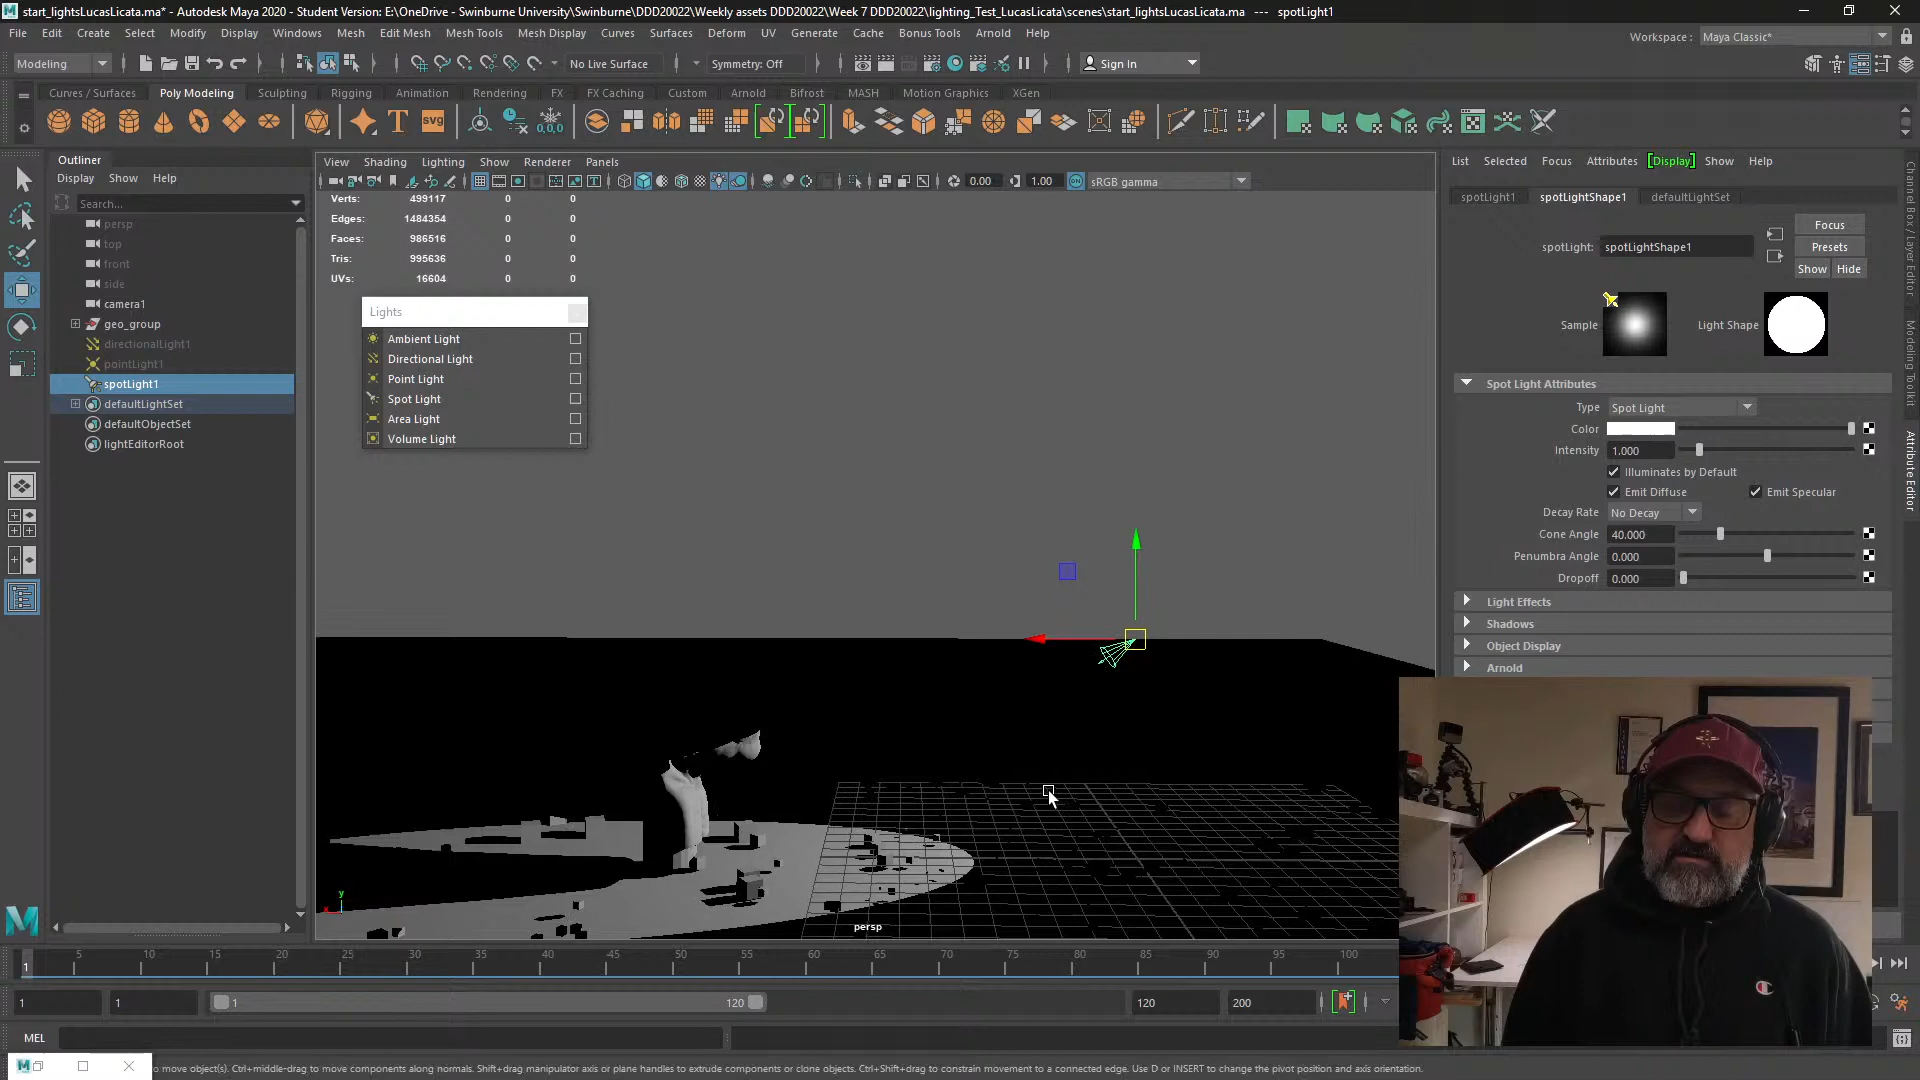 start_lightsLucasLicata.ma* - Autodesk Maya 2020 - Student Version: E:\OneDrive - Swinburne University\Swinburne\DDD20022\Weekly assets DDD20022\Week 7 DDD20022\lighting_Test_LucasLicata\scenes\start_lightsLucasLicata.ma --- spotLight1
File Edit Create Select Modify Display Windows Mesh Edit Mesh Mesh Tools Mesh Display Curves Surfaces Deform UV Generate Cache Bonus Tools Arnold Help Workspace : Maya Classic*
Modeling No Live Surface Symmetry: Off Sign In
Curves / Surfaces Poly Modeling Sculpting Rigging Animation Rendering FX FX Caching Custom Arnold Bifrost MASH Motion Graphics XGen
T SVG 0,0,0
Outliner
Display Show Help
Search...
persp
top
front
side
camera1
geo_group
directionalLight1
pointLight1
spotLight1
defaultLightSet
defaultObjectSet
lightEditorRoot
View Shading Lighting Show Renderer Panels
0.00 1.00 ON sRGB gamma
Verts: 499117 0 0
Edges: 1484354 0 0
Faces: 986516 0 0
Tris: 995636 0 0
UVs: 16604 0 0
Lights
Ambient Light
Directional Light
Point Light
Spot Light
Area Light
Volume Light
y
x
persp
List Selected Focus Attributes Display Show Help
spotLight1 spotLightShape1 defaultLightSet
Focus
spotLight: spotLightShape1 Presets
Show Hide
Sample Light Shape
Spot Light Attributes
Type Spot Light
Color
Intensity 1.000
Illuminates by Default
Emit Diffuse Emit Specular
Decay Rate No Decay
Cone Angle 40.000
Penumbra Angle 0.000
Dropoff 0.000
Light Effects
Shadows
Object Display
Arnold
Channel Box / Layer Editor
Modeling Toolkit
Attribute Editor
5 10 15 20 25 30 35 40 45 50 55 60 65 70 75 80 85 90 95 100
1
1 1 1 120 120 200
MEL
to move object(s). Ctrl+middle-drag to move components along normals. Shift+drag manipulator axis or plane handles to extrude components or clone objects. Ctrl+Shift+drag to constrain movement to a connected edge. Use D or INSERT to change the pivot position and axis orientation.